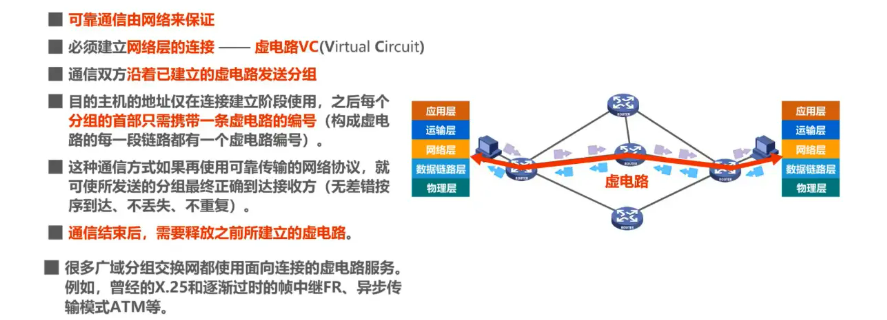 ■ 可靠通信由网络来保证
■ 必须建立网络层的连接 —— 虚电路VC(Virtual Circuit)
■ 通信双方沿着已建立的虚电路发送分组
■ 目的主机的地址仅在连接建立阶段使用，之后每个
分组的首部只需携带一条虚电路的编号（构成虚电
路的每一段链路都有一个虚电路编号）。
■ 这种通信方式如果再使用可靠传输的网络协议，就
可使所发送的分组最终正确到达接收方（无差错按
序到达、不丢失、不重复）。
■ 通信结束后，需要释放之前所建立的虚电路。
■ 很多广域分组交换网都使用面向连接的虚电路服务。
例如，曾经的X.25和逐渐过时的帧中继FR、异步传
输模式ATM等。
应用层
运输层
网络层
数据链路层
物理层
虚电路
应用层
运输层
网络层
数据链路层
物理层